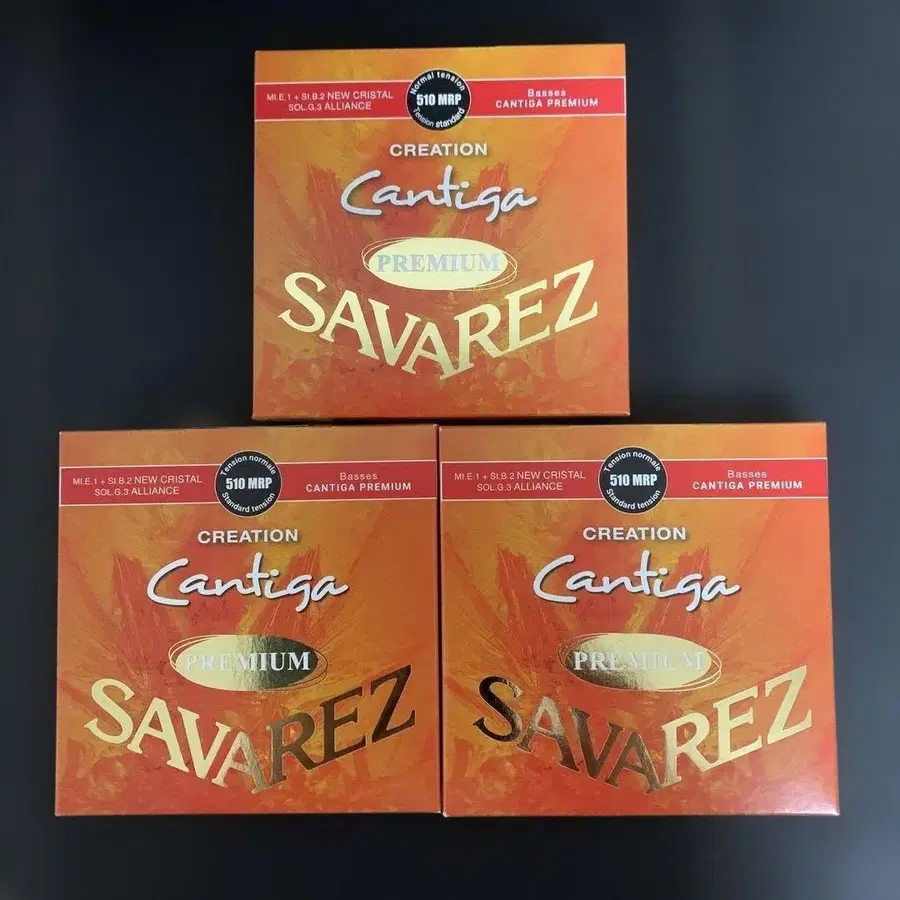 MI.E.1 + SI.B.2 NEW CRISTAL
SOL.G.3 ALLIANCE
Normal tension
510 MRP
Tension standard
Basses
CANTIGA PREMIUM
CREATION
Cantiga
PREMIUM
SAVAREZ
MI.E.1 + SI.B.2 NEW CRISTAL
SOL.G.3 ALLIANCE
Tension normale
510 MRP
Standard tension
Basses
CANTIGA PREMIUM
CREATION
Cantiga
PREMIUM
SAVAREZ
MI.E.1 + SI.B.2 NEW CRISTAL
SOL.G.3 ALLIANCE
Tension normale
510 MRP
Standard tension
Basses
CANTIGA PREMIUM
CREATION
Cantiga
PREMIUM
SAVAREZ